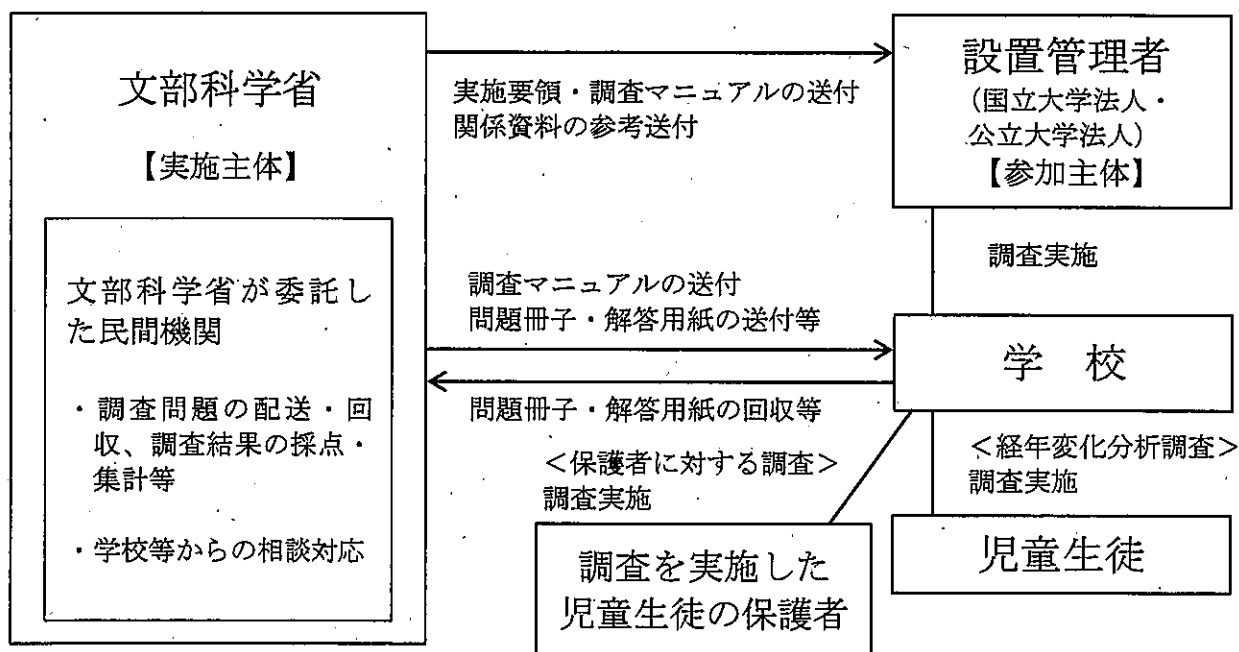 文部科学省
【実施主体】
文部科学省が委託し
た民間機関
・調査問題の配送・回
収、調査結果の採点・
集計等
・学校等からの相談対応
実施要領・調査マニュアルの送付
関係資料の参考送付
設置管理者
(国立大学法人・
公立大学法人)
【参加主体】
調査実施
調査マニュアルの送付
問題冊子・解答用紙の送付等
学 校
問題冊子・解答用紙の回収等
<保護者に対する調査>
調査実施
<経年変化分析調査>
調査実施
調査を実施した
児童生徒の保護者
児童生徒